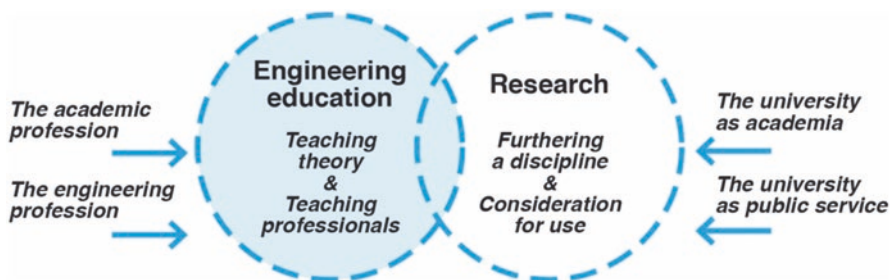 The academic
profession
The engineering
profession
Engineering
education
Teaching
theory
&
Teaching
professionals
Research
Furthering
a discipline
&
Consideration
for use
The university
as academia
The university
as public service